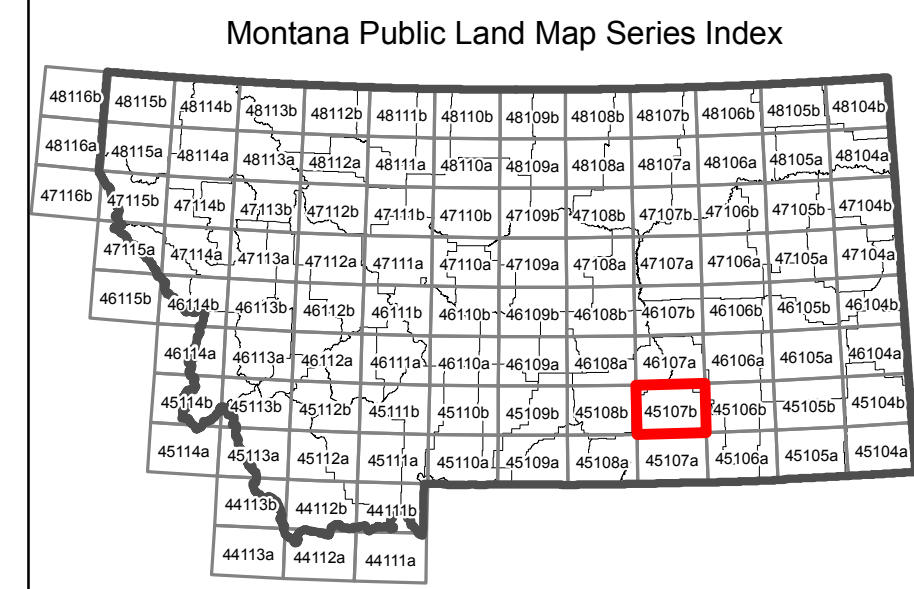 Montana Public Land Map Series Index
48116b 48115b 48114b 48113b 48112b 48111b 48110b 48109b 48108b 48107b 48106b 48105b 48104b
48116a 48115a 48114a 48113a 48112a 48111a 48110a 48109a 48108a 48107a 48106a 48105a 48104a
47116b 47115b 47114b 47113b 47112b 47111b 47110b 47109b 47108b 47107b 47106b 47105b 47104b
47115a 47114a 47113a 47112a 47111a 47110a 47109a 47108a 47107a 47106a 47105a 47104a
46115b 46114b 46113b 46112b 46111b 46110b 46109b 46108b 46107b 46106b 46105b 46104b
46114a 46113a 46112a 46111a 46110a 46109a 46108a 46107a 46106a 46105a 46104a
45114b 45113b 45112b 45111b 45110b 45109b 45108b 45107b 45106b 45105b 45104b
45114a 45113a 45112a 45111a 45110a 45109a 45108a 45107a 45106a 45105a 45104a
44113b 44112b 44111b
44113a 44112a 44111a